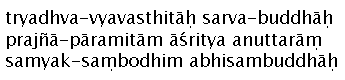 tryadhva-vyavasthitāḥ sarva-buddhāḥ
prajñā-pāramitām āśritya anuttarāṃ
samyak-saṃbodhim abhisambuddhāḥ